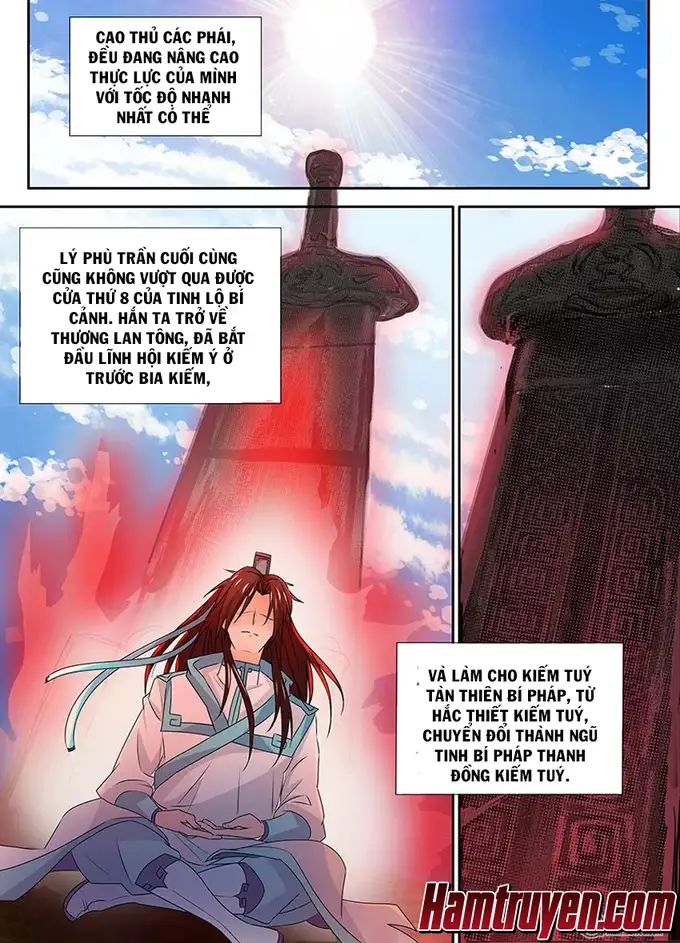 CAO THỦ CÁC PHÁI,
ĐỀU ĐANG NÂNG CAO
THỰC LỰC CỦA MÌNH
VỚI TỐC ĐỘ NHANH
NHẤT CÓ THỂ
LÝ PHÙ TRẦN CUỐI CÙNG
CŨNG KHÔNG VƯỢT QUA ĐƯỢC
CỬA THỨ 8 CỦA TINH LỘ BÍ
CẢNH. HẮN TA TRỞ VỀ
THƯƠNG LAN TÔNG, ĐÃ BẮT
ĐẦU LĨNH HỘI KIẾM Ý Ở
TRƯỚC BIA KIẾM,
VÀ LÀM CHO KIẾM TUÝ
TÀN THIÊN BÍ PHÁP, TỪ
HẮC THIẾT KIẾM TUÝ,
CHUYỂN ĐỔI THÀNH NGŨ
TINH BÍ PHÁP THANH
ĐỒNG KIẾM TUÝ.
Hamtruyen.com